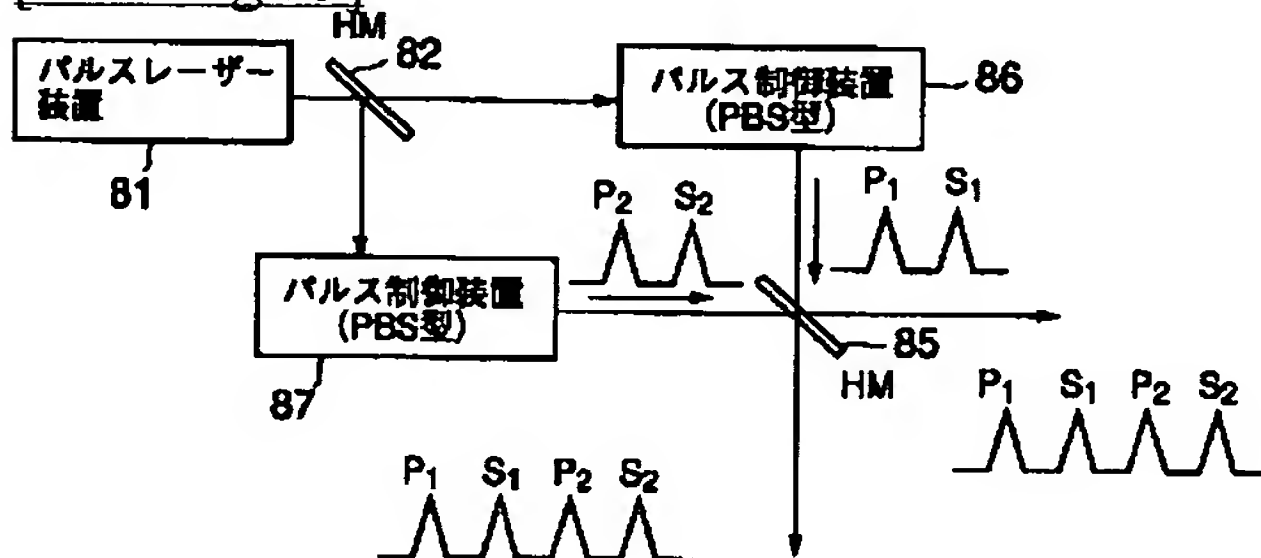 HM
82
パルスレーザー
装置
81
パルス制御装置
(PBS型)
86
P1 S1
P2 S2
パルス制御装置
(PBS型)
87
85
HM
P1 S1 P2 S2
P1 S1 P2 S2